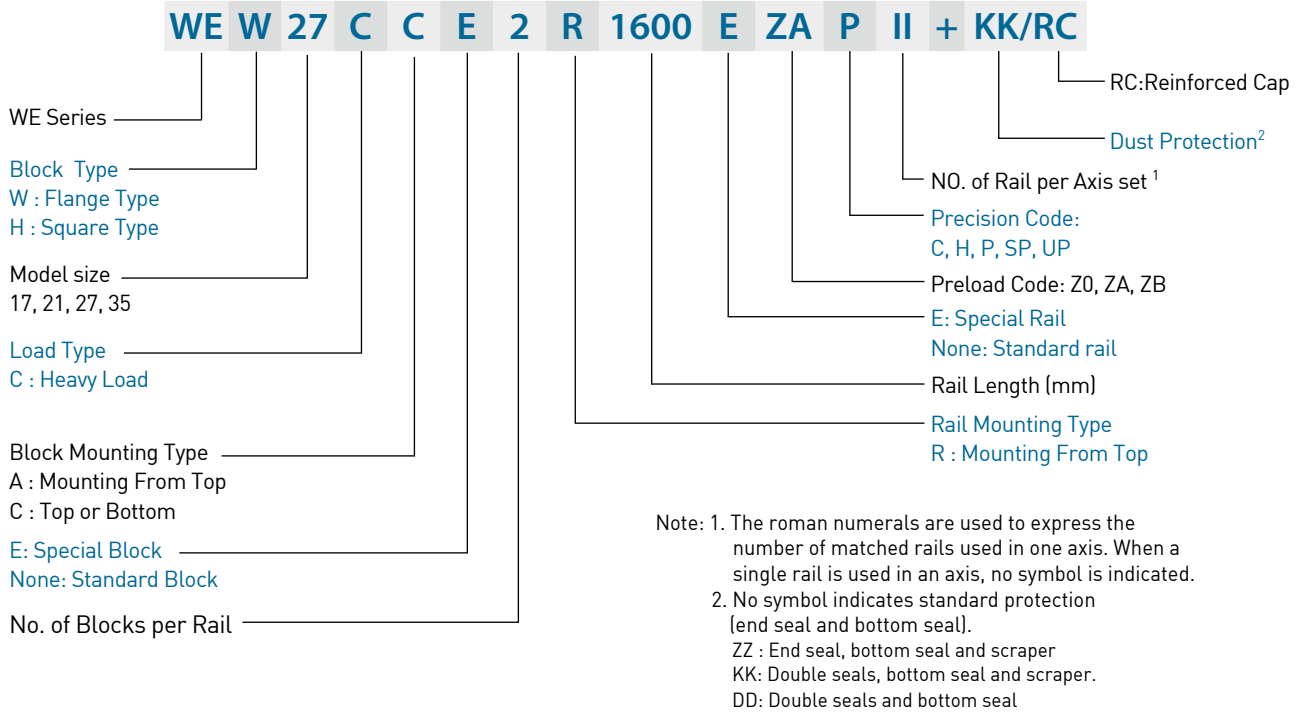 WE W 27 C C E 2 R 1600 E ZA P II + KK/RC
WE Series
Block Type
W : Flange Type
H : Square Type
Model size
17, 21, 27, 35
Load Type
C : Heavy Load
Block Mounting Type
A : Mounting From Top
C : Top or Bottom
E: Special Block
None: Standard Block
No. of Blocks per Rail
RC:Reinforced Cap
Dust Protection²
NO. of Rail per Axis set ¹
Precision Code:
C, H, P, SP, UP
Preload Code: Z0, ZA, ZB
E: Special Rail
None: Standard rail
Rail Length (mm)
Rail Mounting Type
R : Mounting From Top
Note: 1. The roman numerals are used to express the
number of matched rails used in one axis. When a
single rail is used in an axis, no symbol is indicated.
2. No symbol indicates standard protection
(end seal and bottom seal).
ZZ : End seal, bottom seal and scraper
KK: Double seals, bottom seal and scraper.
DD: Double seals and bottom seal